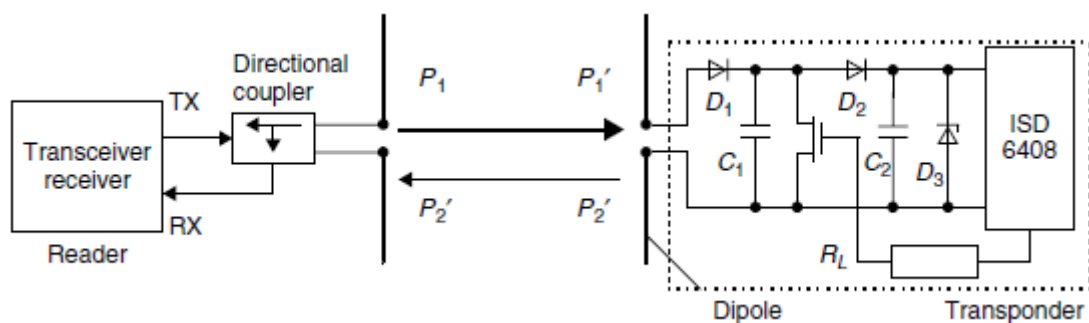 Directional
coupler
P₁
P₁′
TX
D₁
D₂
ISD
6408
Transceiver
receiver
C₁
C₂
D₃
P₂′
P₂′
RX
Reader
R_L
Dipole
Transponder